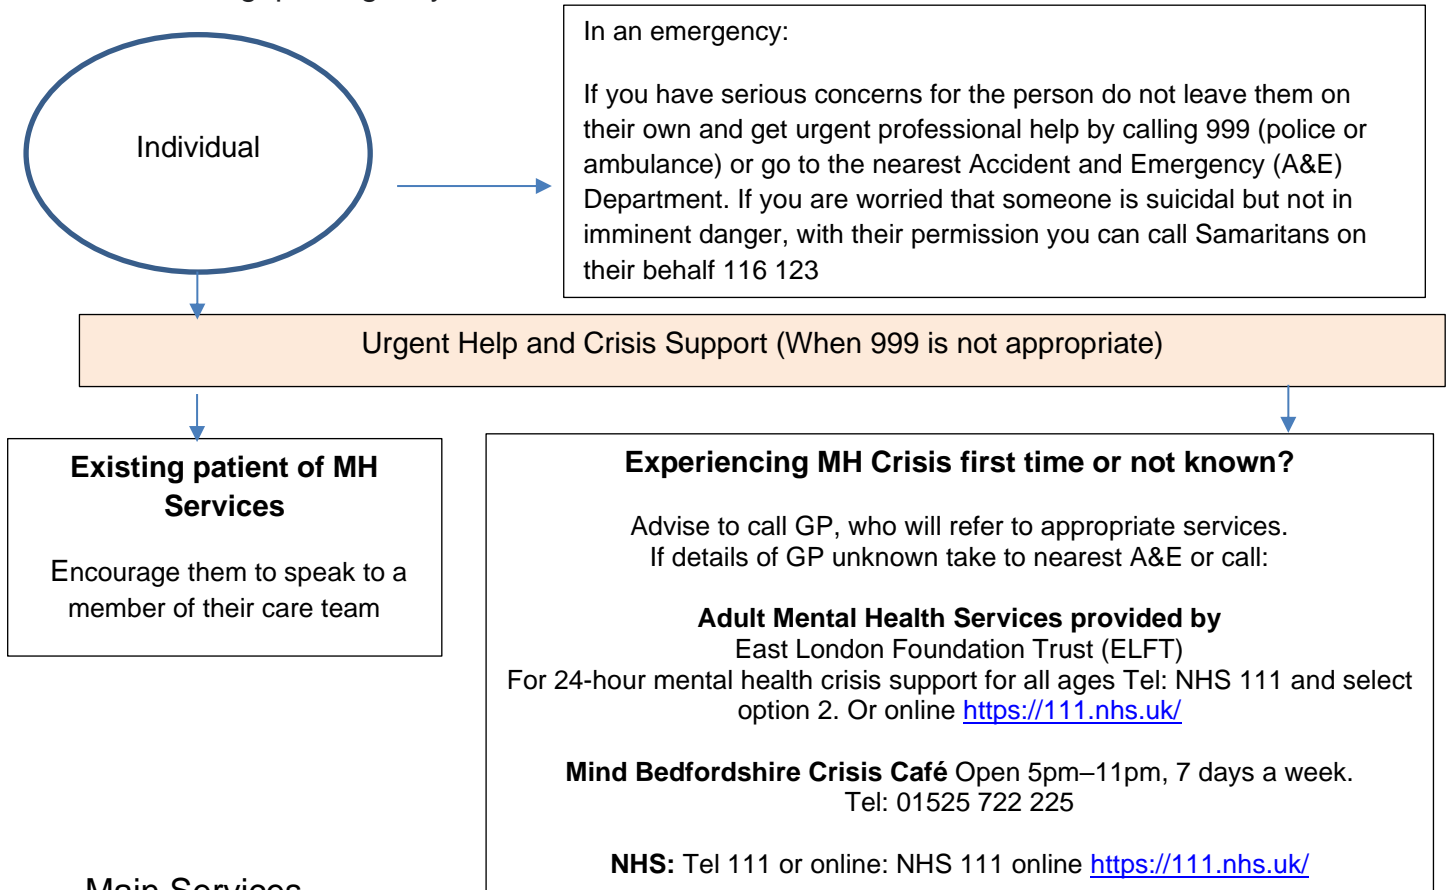 Individual
In an emergency:
If you have serious concerns for the person do not leave them on
their own and get urgent professional help by calling 999 (police or
ambulance) or go to the nearest Accident and Emergency (A&E)
Department. If you are worried that someone is suicidal but not in
imminent danger, with their permission you can call Samaritans on
their behalf 116 123
Urgent Help and Crisis Support (When 999 is not appropriate)
Existing patient of MH
Services
Encourage them to speak to a
member of their care team
Experiencing MH Crisis first time or not known?
Advise to call GP, who will refer to appropriate services.
If details of GP unknown take to nearest A&E or call:
Adult Mental Health Services provided by
East London Foundation Trust (ELFT)
For 24-hour mental health crisis support for all ages Tel: NHS 111 and select
option 2. Or online https://111.nhs.uk/
Mind Bedfordshire Crisis Café Open 5pm–11pm, 7 days a week.
Tel: 01525 722 225
NHS: Tel 111 or online: NHS 111 online https://111.nhs.uk/
Main Services